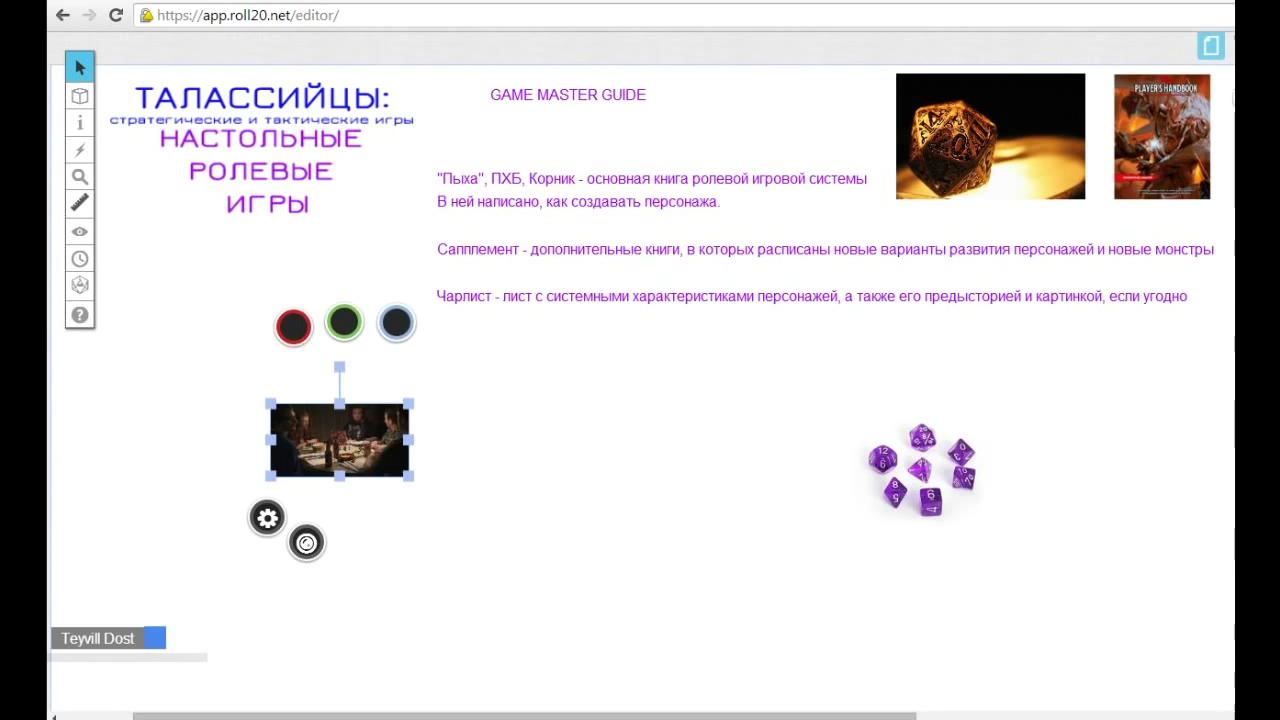 https://app.roll20.net/editor/
ТАЛАССИЙЦЫ:
стратегические и тактические игры
НАСТОЛЬНЫЕ
РОЛЕВЫЕ
ИГРЫ
GAME MASTER GUIDE
PLAYER'S HANDBOOK
"Пыха", ПХБ, Корник - основная книга ролевой игровой системы
В ней написано, как создавать персонажа.
Сапплемент - дополнительные книги, в которых расписаны новые варианты развития персонажей и новые монстры
Чарлист - лист с системными характеристиками персонажей, а также его предысторией и картинкой, если угодно
Teyvill Dost